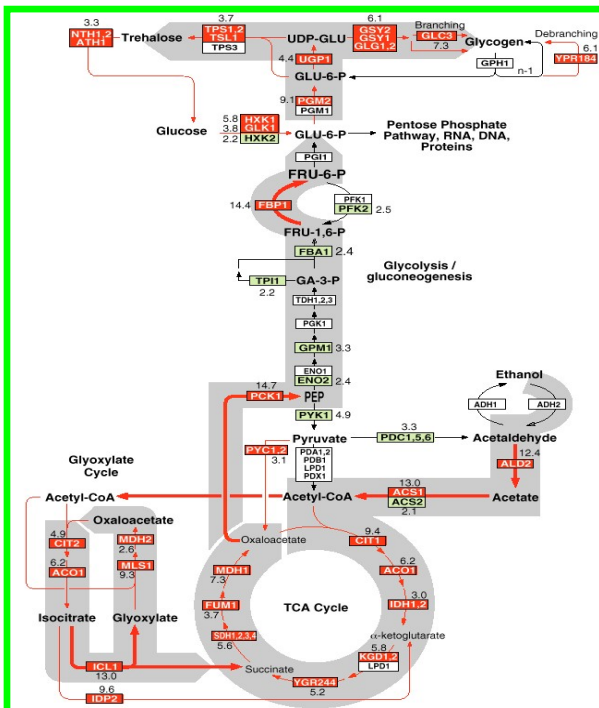 3.3
NTH1,2
ATH1
Trehalose
3.7
TPS1,2
TSL1
TPS3
UDP-GLU
6.1
GSY2
GSY1
GLG1,2
Branching
GLC3
7.3
Glycogen
Debranching
6.1
YPR184
GPH1
n-1
4.4
UGP1
GLU-6-P
9.1
PGM2
PGM1
Glucose
5.8
HXK1
3.8
GLK1
2.2
HXK2
GLU-6-P
Pentose Phosphate
Pathway, RNA, DNA,
Proteins
PGI1
FRU-6-P
14.4
FBP1
PFK1
PFK2
2.5
FRU-1,6-P
FBA1
2.4
Glycolysis /
gluconeogenesis
TPI1
2.2
GA-3-P
TDH1,2,3
PGK1
GPM1
3.3
ENO1
ENO2
2.4
14.7
PCK1
PEP
PYK1
4.9
Ethanol
ADH1
ADH2
Pyruvate
3.3
PDC1,5,6
Acetaldehyde
12.4
ALD2
PYC1,2
3.1
PDA1,2
PDB1
LPD1
PDX1
Glyoxylate
Cycle
Acetyl-CoA
Acetyl-CoA
13.0
ACS1
ACS2
2.1
Acetate
Oxaloacetate
4.9
CIT2
MDH2
2.6
6.2
ACO1
MLS1
9.3
Isocitrate
Glyoxylate
ICL1
13.0
9.6
IDP2
Oxaloacetate
9.4
CIT1
MDH1
7.3
6.2
ACO1
FUM1
3.7
TCA Cycle
3.0
IDH1,2
SDH1,2,3,4
5.6
α-ketoglutarate
5.8
KGD1,2
LPD1
Succinate
YGR244
5.2